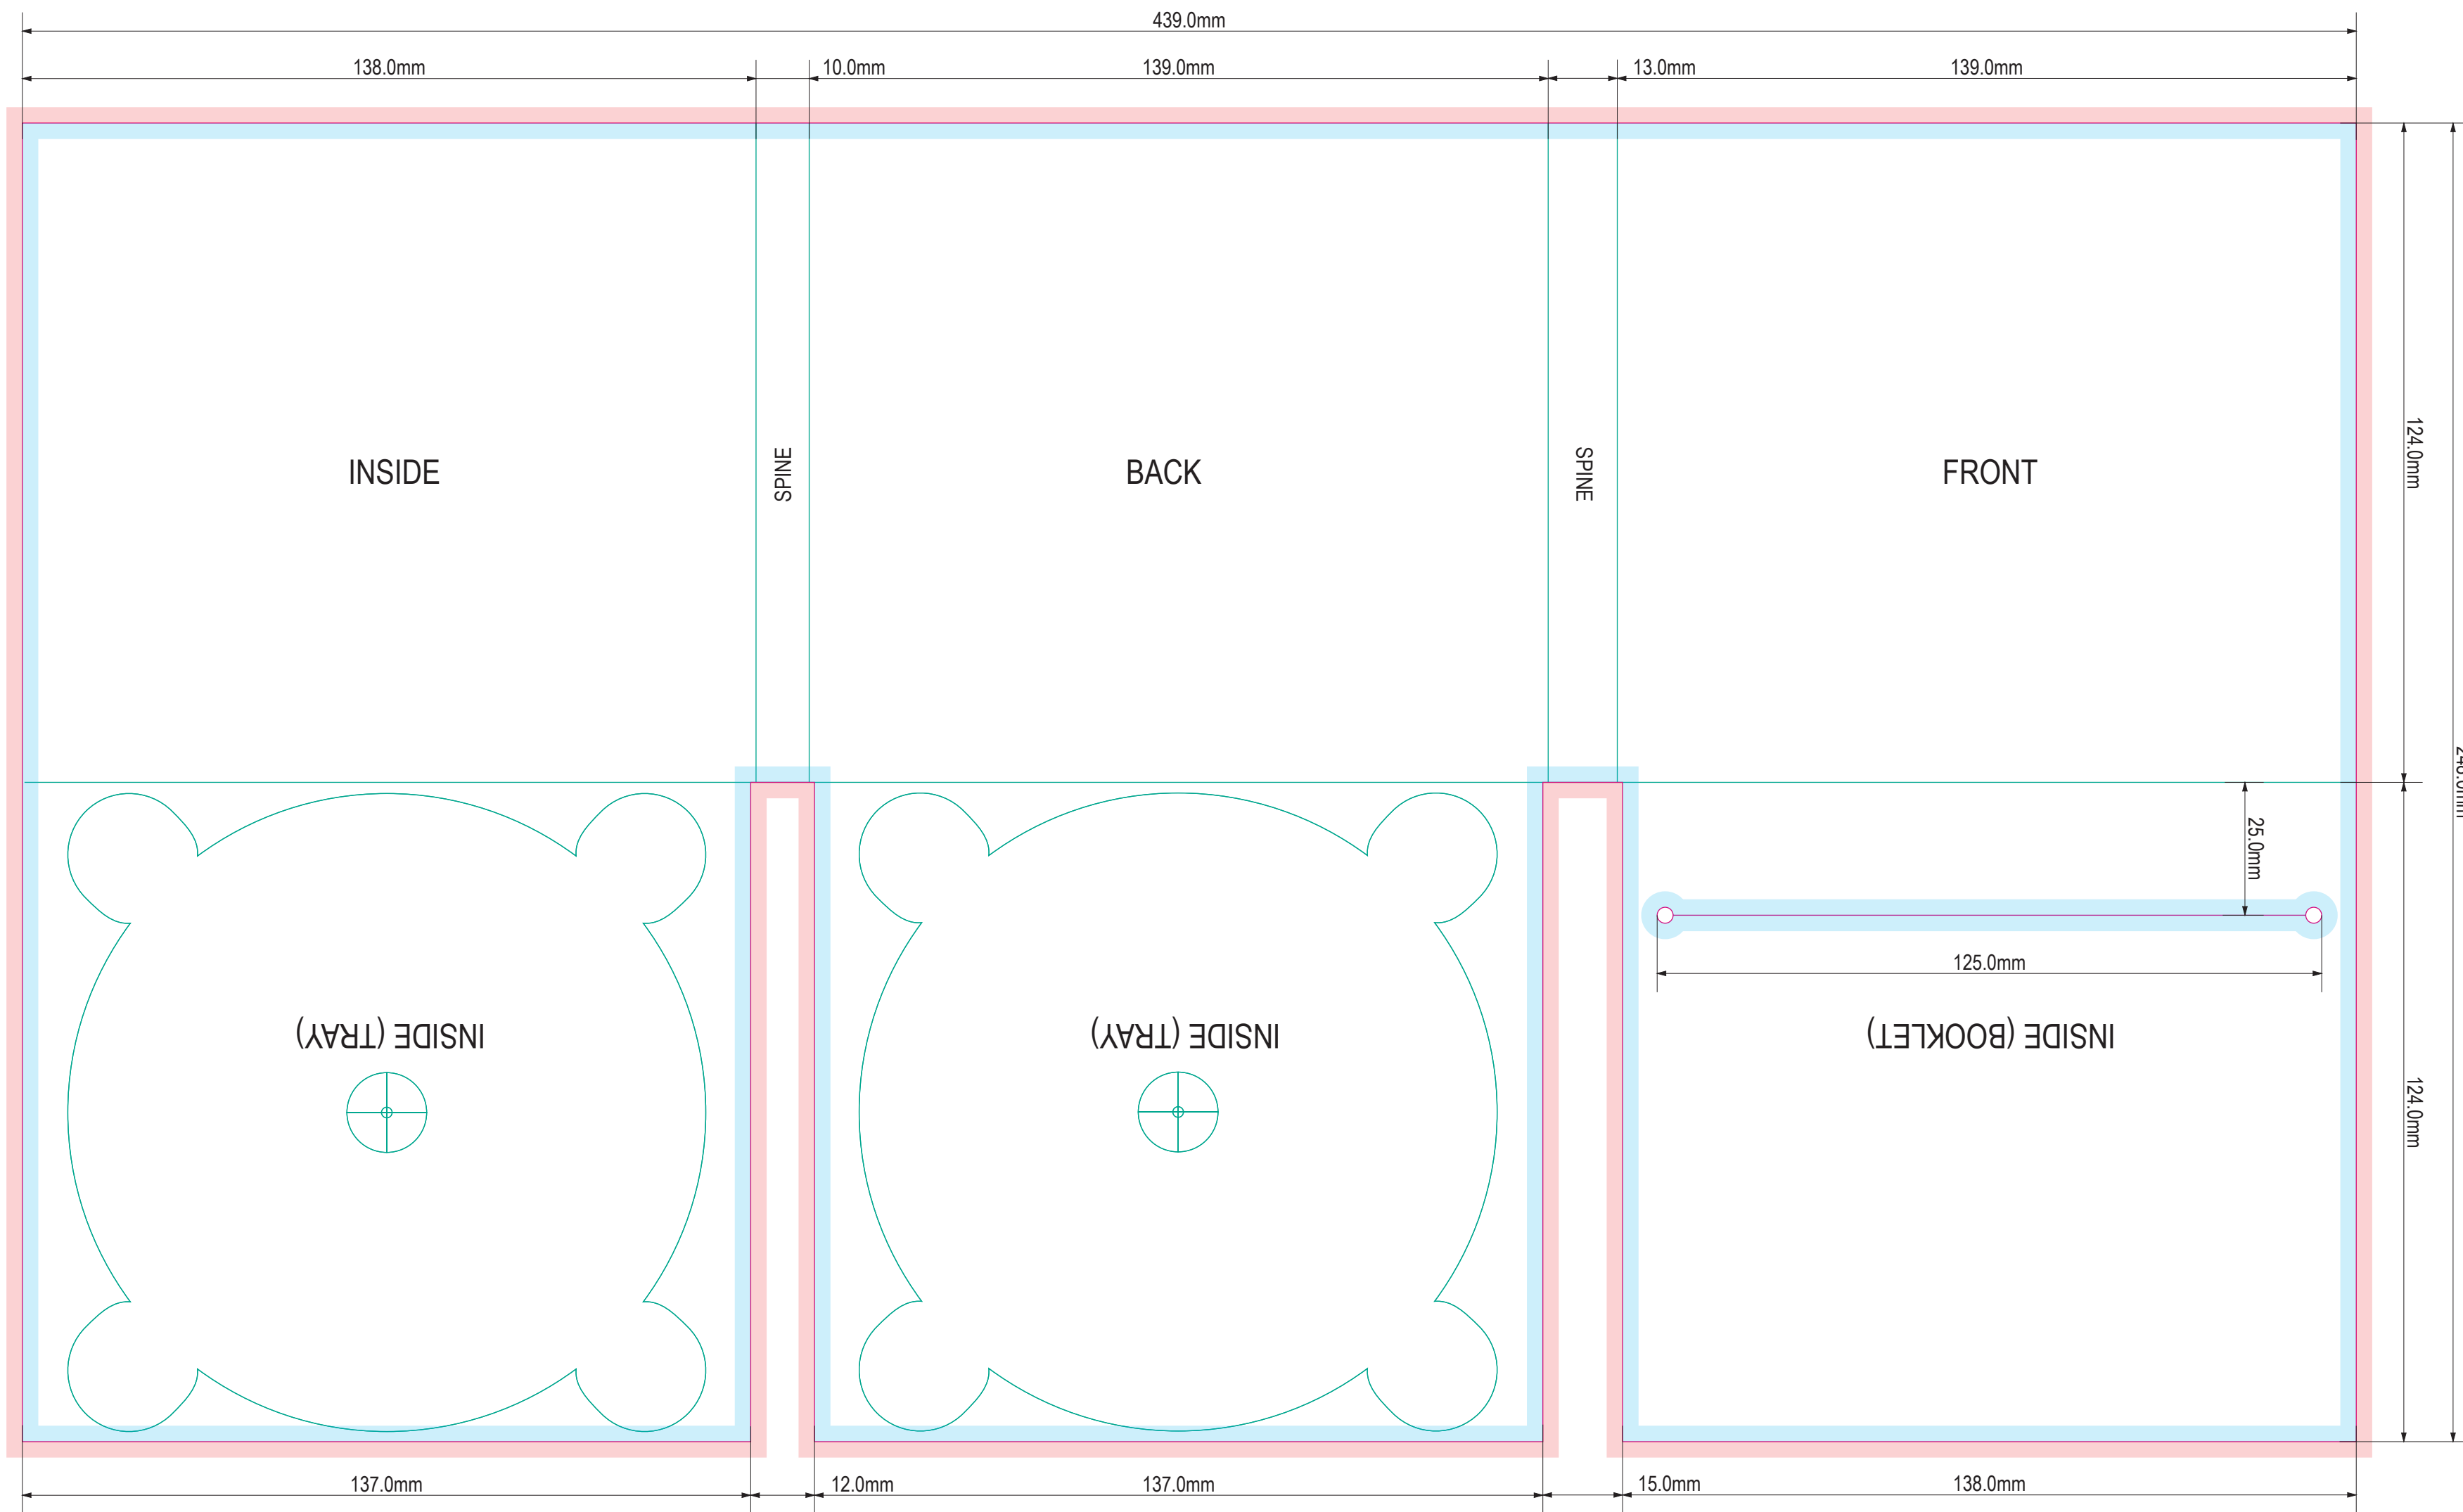 439.0mm
138.0mm
10.0mm
139.0mm
13.0mm
139.0mm
INSIDE
SPINE
BACK
SPINE
FRONT
124.0mm
25.0mm
125.0mm
INSIDE (TRAY)
INSIDE (TRAY)
INSIDE (BOOKLET)
124.0mm
137.0mm
12.0mm
137.0mm
15.0mm
138.0mm